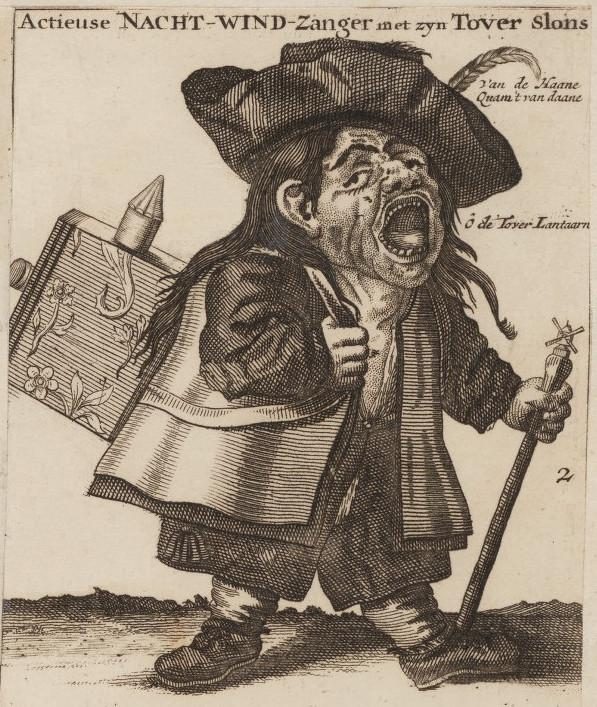 Actieuse NACHT-WIND-Zanger met zyn Tover Slons
Van de Haane
Quam't van daane
ô de Tover Lantaarn
2